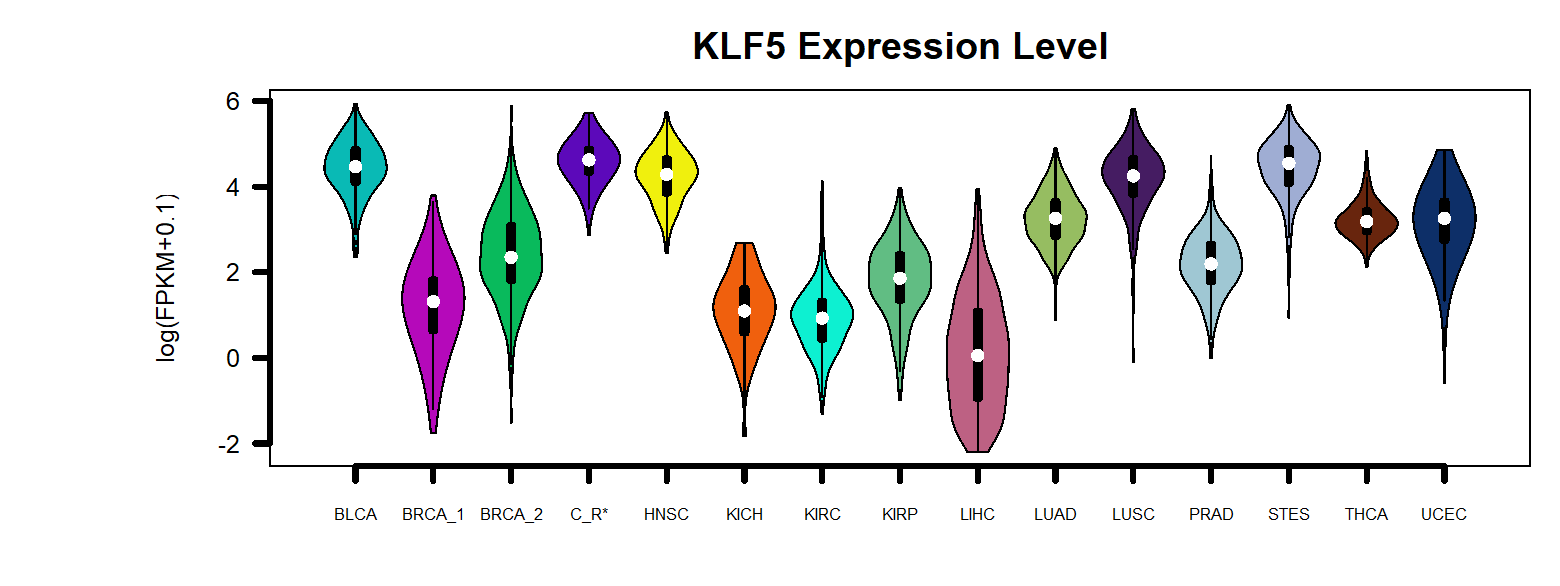 KLF5 Expression Level
log(FPKM+0.1)
6
4
2
0
-2
BLCA BRCA_1 BRCA_2 C_R* HNSC KICH KIRC KIRP LIHC LUAD LUSC PRAD STES THCA UCEC